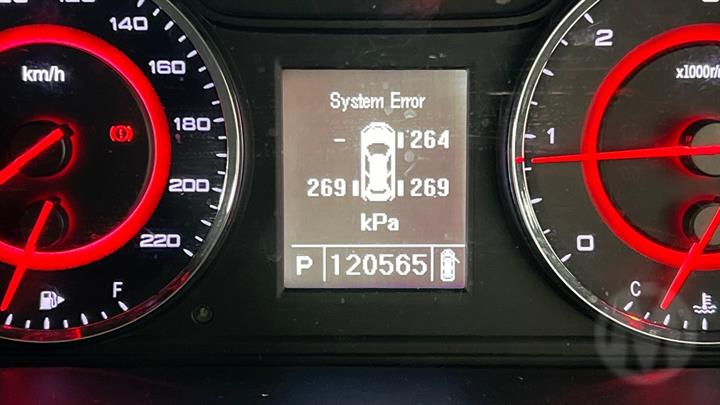 140
km/h
160
180
200
220
F
System Error
- 264
269 269
kPa
P 120565
2
x1000r/
1
0
C